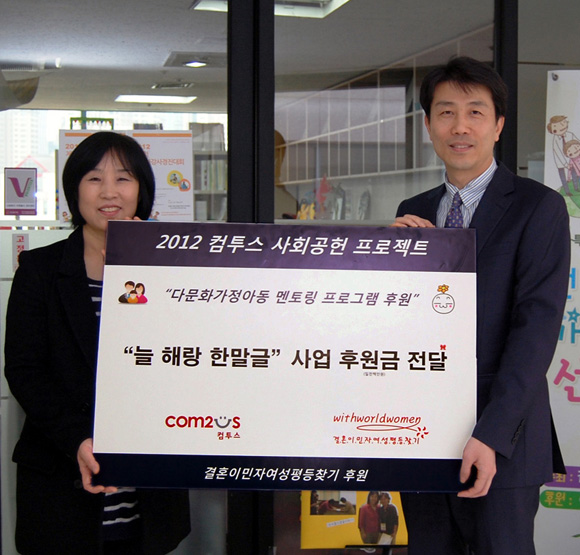 2012 컴투스 사회공헌 프로젝트
“다문화가정아동 멘토링 프로그램 후원”
“늘 해랑 한말글” 사업 후원금 전달
com2us
컴투스
withworldwomen
결혼이민자여성평등찾기
결혼이민자여성평등찾기 후원
V
후원